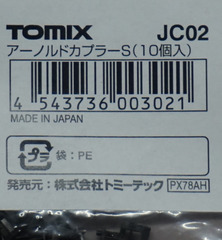 TOMIX JC02
アーノルドカプラーS(10個入)
4 543736 003021
MADE IN JAPAN
プラ 袋:PE
発売元:株式会社トミーテック PX78AH